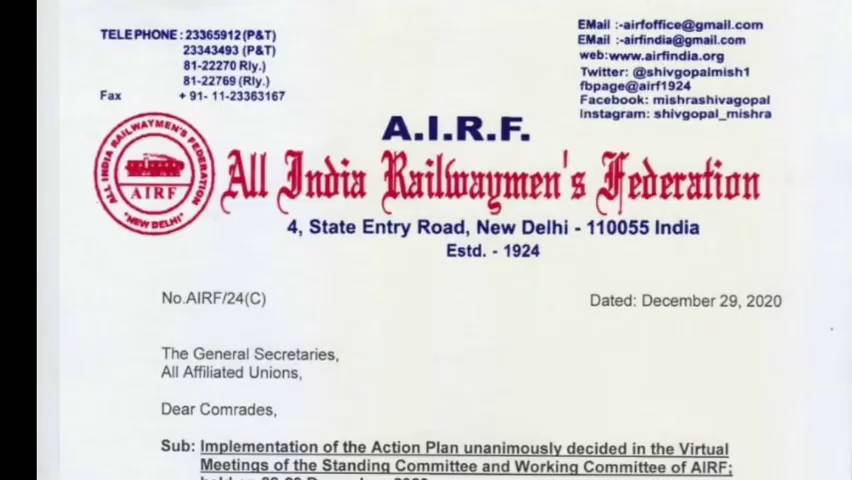 TELEPHONE : 23365912 (P&T)
23343493 (P&T)
81-22270 Rly.)
81-22769 (Rly.)
Fax + 91- 11-23363167
EMail :-airfoffice@gmail.com
EMail :-airfindia@gmail.com
web:www.airfindia.org
Twitter: @shivgopalmish1
fbpage@airf1924
Facebook: mishrashivagopal
Instagram: shivgopal_mishra
ALL INDIA RAILWAYMEN'S FEDERATION
AIRF
*NEW DELHI*
A.I.R.F.
All India Railwaymen's Federation
4, State Entry Road, New Delhi - 110055 India
Estd. - 1924
No.AIRF/24(C)
Dated: December 29, 2020
The General Secretaries,
All Affiliated Unions,
Dear Comrades,
Sub: Implementation of the Action Plan unanimously decided in the Virtual
Meetings of the Standing Committee and Working Committee of AIRF;